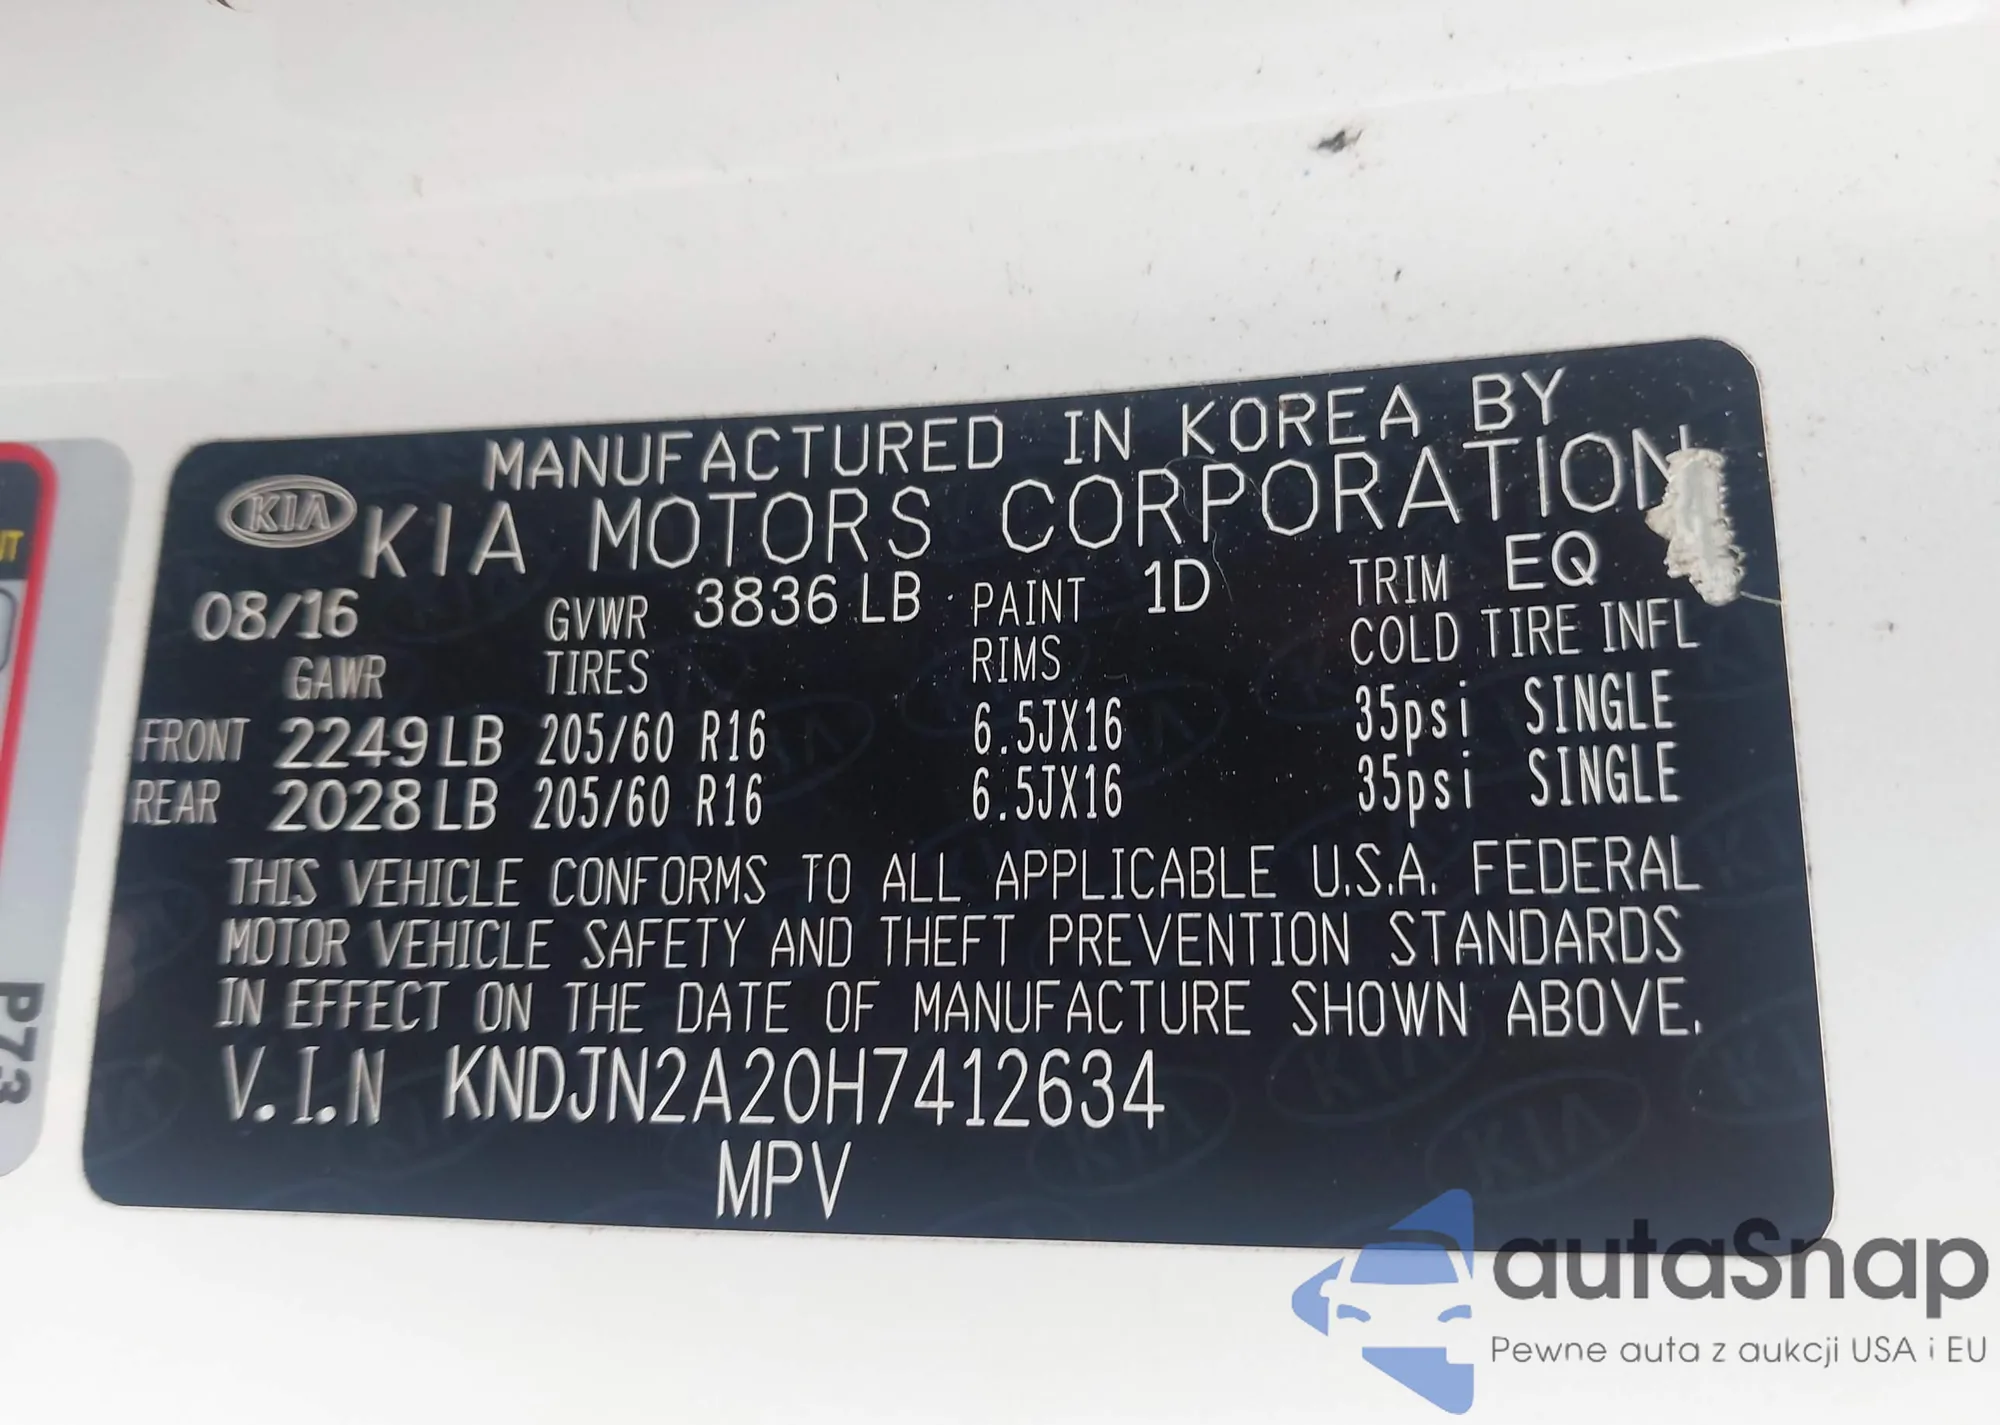 MANUFACTURED IN KOREA BY
KIA KIA MOTORS CORPORATION
08/16 GVWR 3836 LB PAINT 1D TRIM EQ
GAWR TIRES RIMS COLD TIRE INFL
FRONT 2249 LB 205/60 R16 6.5JX16 35psi SINGLE
REAR 2028 LB 205/60 R16 6.5JX16 35psi SINGLE
THIS VEHICLE CONFORMS TO ALL APPLICABLE U.S.A. FEDERAL
MOTOR VEHICLE SAFETY AND THEFT PREVENTION STANDARDS
IN EFFECT ON THE DATE OF MANUFACTURE SHOWN ABOVE.
V.I.N KNDJN2A20H7412634
MPV
P73
autaSnap
Pewne auta z aukcji USA i EU